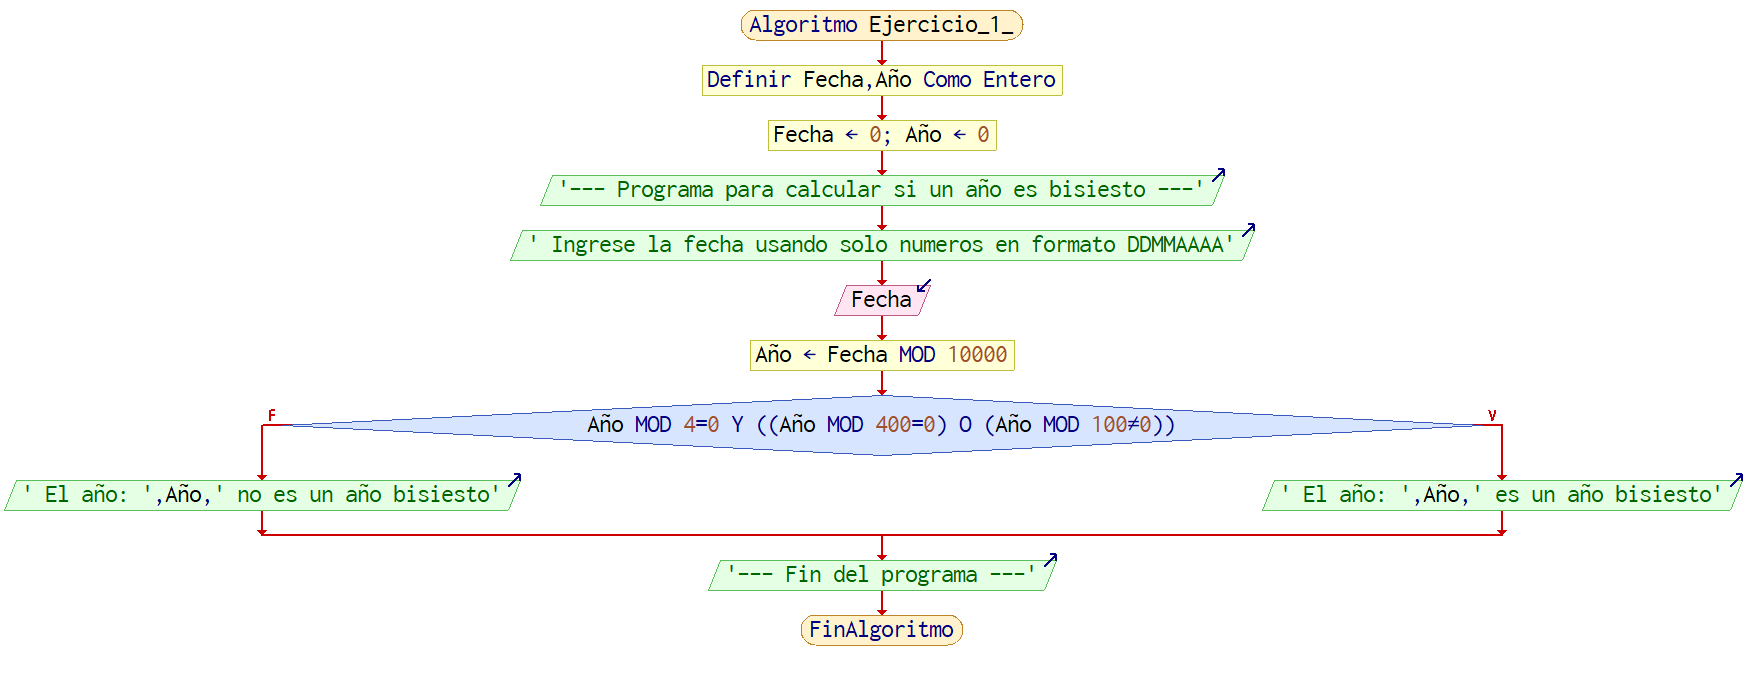 Algoritmo Ejercicio_1_
Definir Fecha,Año Como Entero
Fecha ← 0; Año ← 0
'--- Programa para calcular si un año es bisiesto ---'
' Ingrese la fecha usando solo numeros en formato DDMMAAAA'
Fecha
Año ← Fecha MOD 10000
F
Año MOD 4=0 Y ((Año MOD 400=0) O (Año MOD 100≠0))
V
' El año: ',Año,' no es un año bisiesto'
' El año: ',Año,' es un año bisiesto'
'--- Fin del programa ---'
FinAlgoritmo